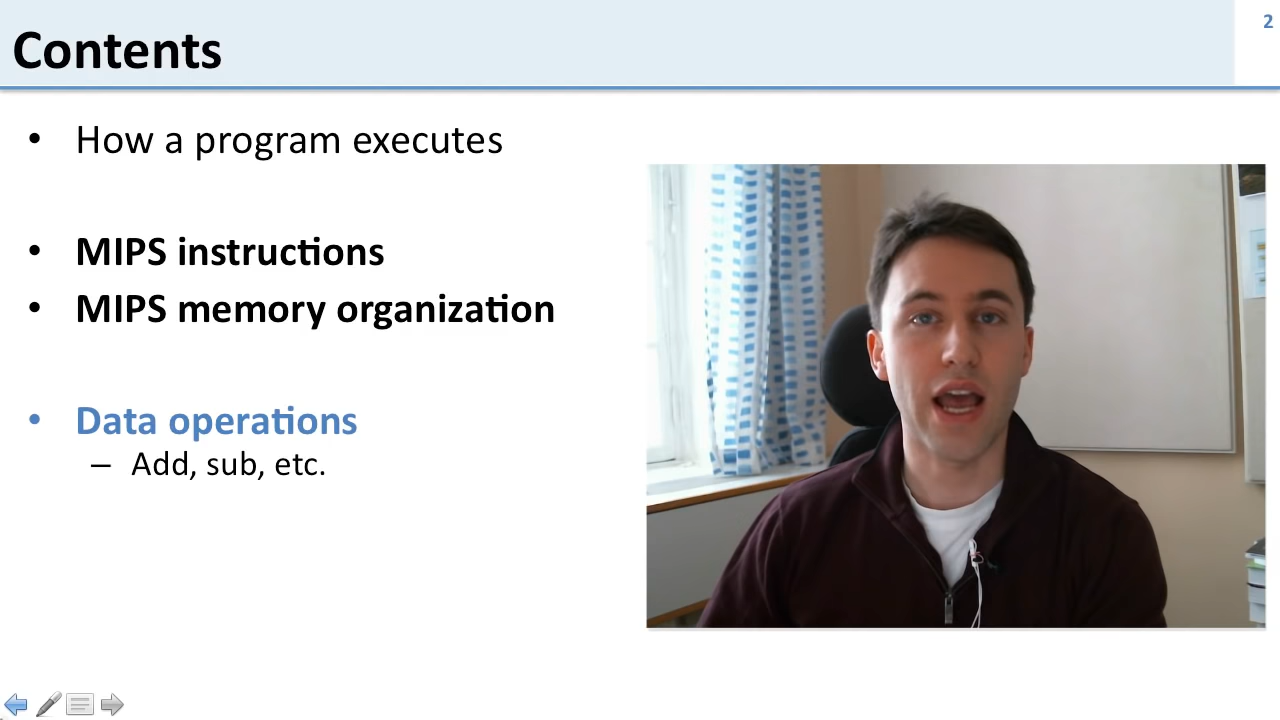 Contents
2
• How a program executes
• MIPS instructions
• MIPS memory organization
• Data operations
– Add, sub, etc.